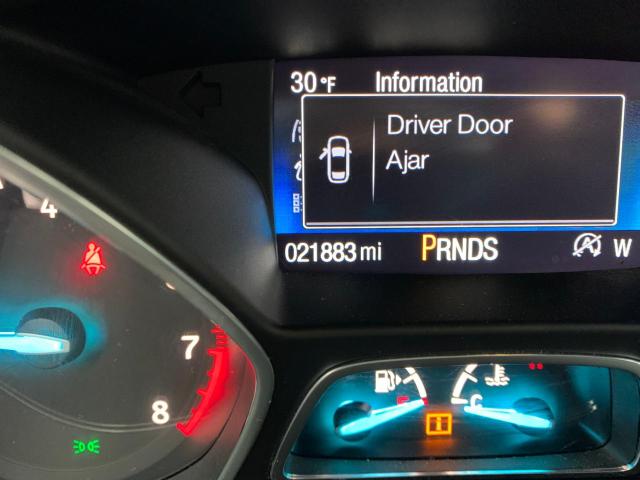 30°F Information
Driver Door
Ajar
021883 mi PRNDS A W
4
7
8
E C